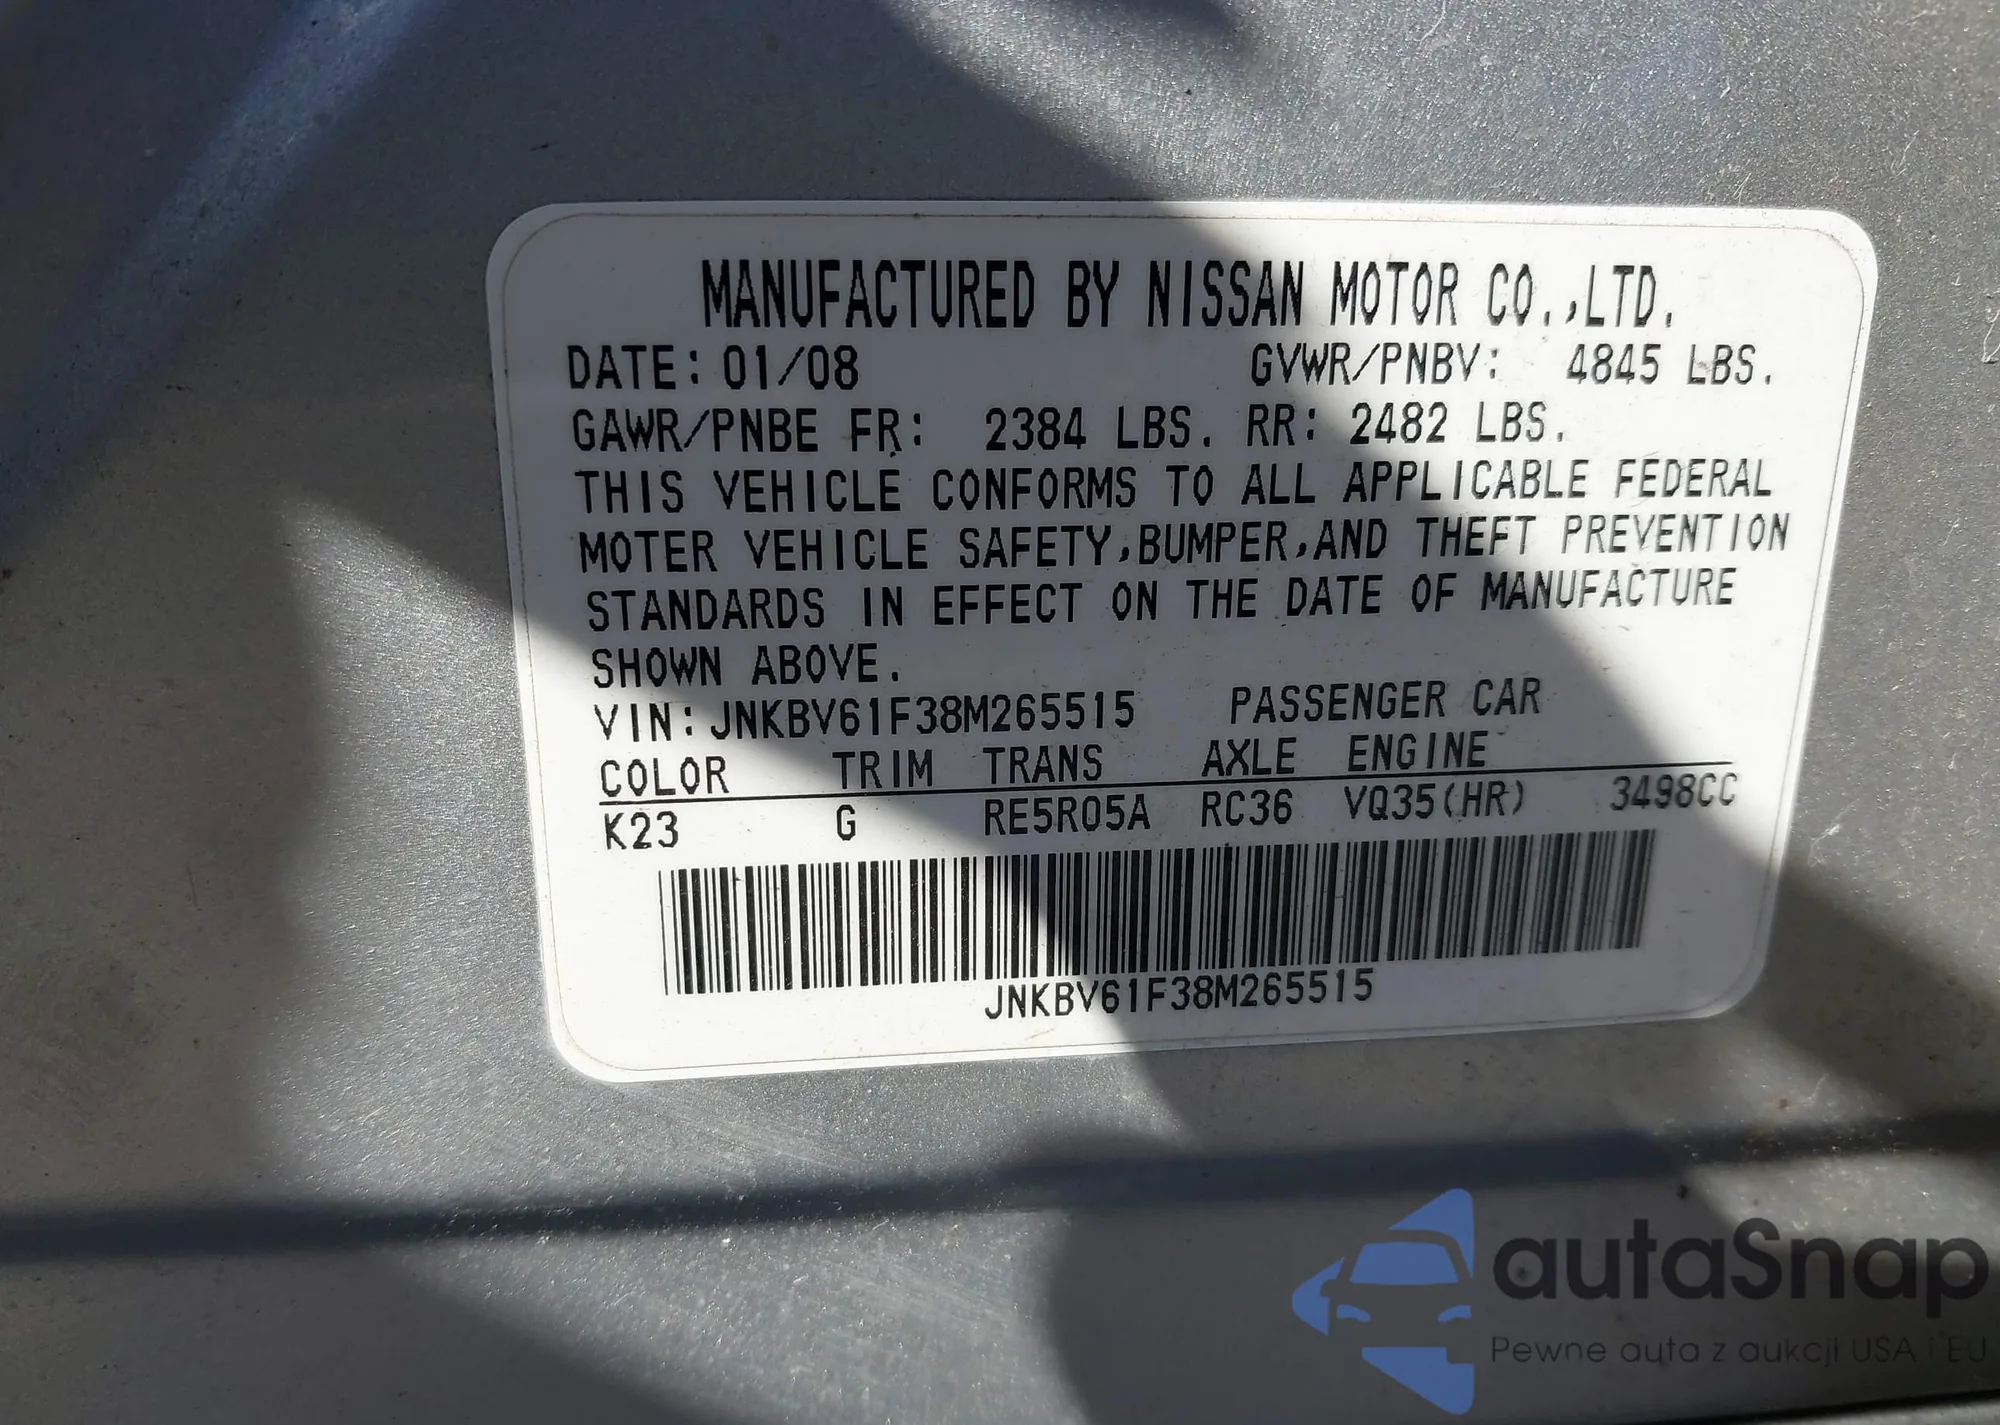 MANUFACTURED BY NISSAN MOTOR CO.,LTD.
DATE: 01/08 GVWR/PNBV: 4845 LBS.
GAWR/PNBE FR: 2384 LBS. RR: 2482 LBS.
THIS VEHICLE CONFORMS TO ALL APPLICABLE FEDERAL
MOTER VEHICLE SAFETY,BUMPER,AND THEFT PREVENTION
STANDARDS IN EFFECT ON THE DATE OF MANUFACTURE
SHOWN ABOVE.
VIN: JNKBV61F38M265515 PASSENGER CAR
COLOR TRIM TRANS AXLE ENGINE
K23 G RE5R05A RC36 VQ35(HR) 3498CC
JNKBV61F38M265515
autaSnap
Pewne auta z aukcji USA i EU